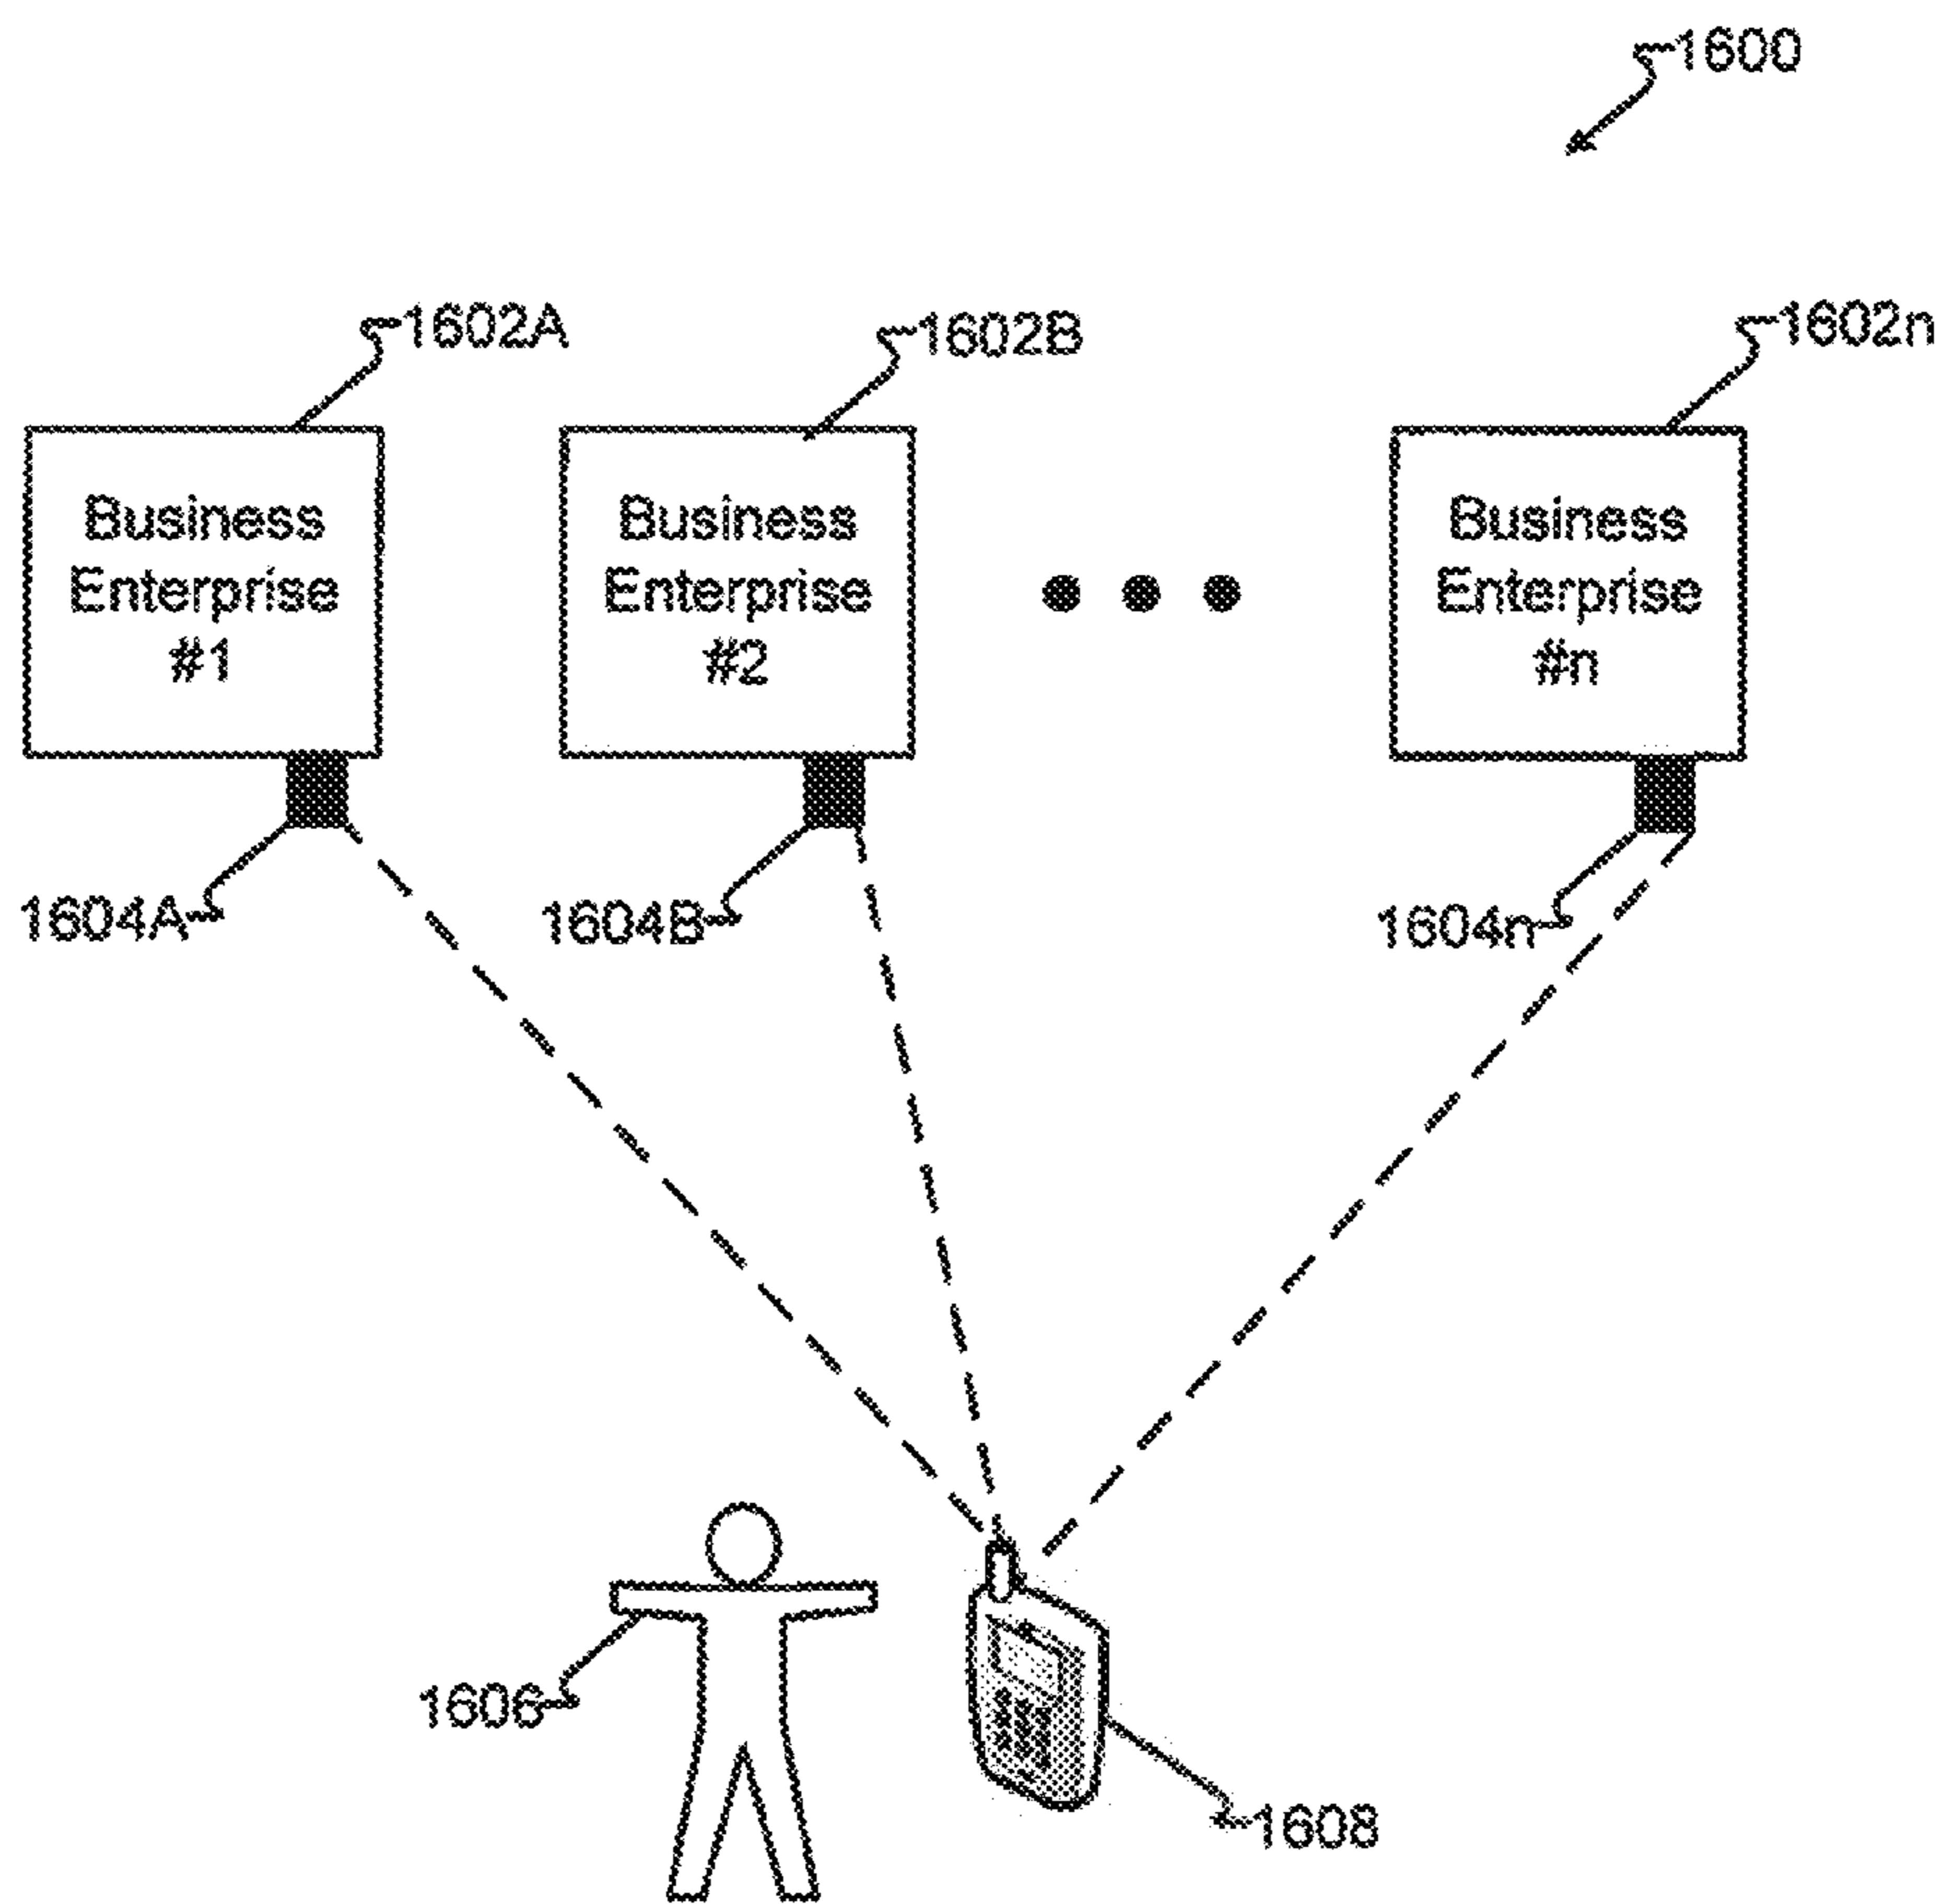 1600
1602A
1602B
1602n
Business
Enterprise
#1
Business
Enterprise
#2
Business
Enterprise
#n
1604A
1604B
1604n
1606
1608